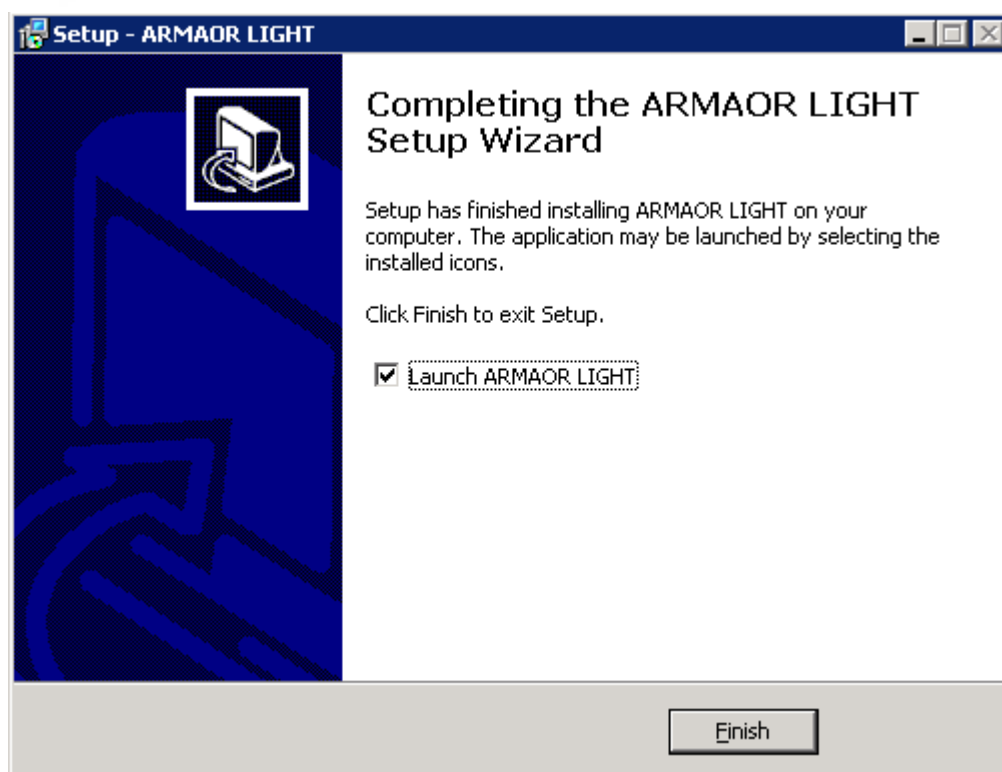 Setup - ARMAOR LIGHT
Completing the ARMAOR LIGHT
Setup Wizard
Setup has finished installing ARMAOR LIGHT on your
computer. The application may be launched by selecting the
installed icons.
Click Finish to exit Setup.
Launch ARMAOR LIGHT
Finish